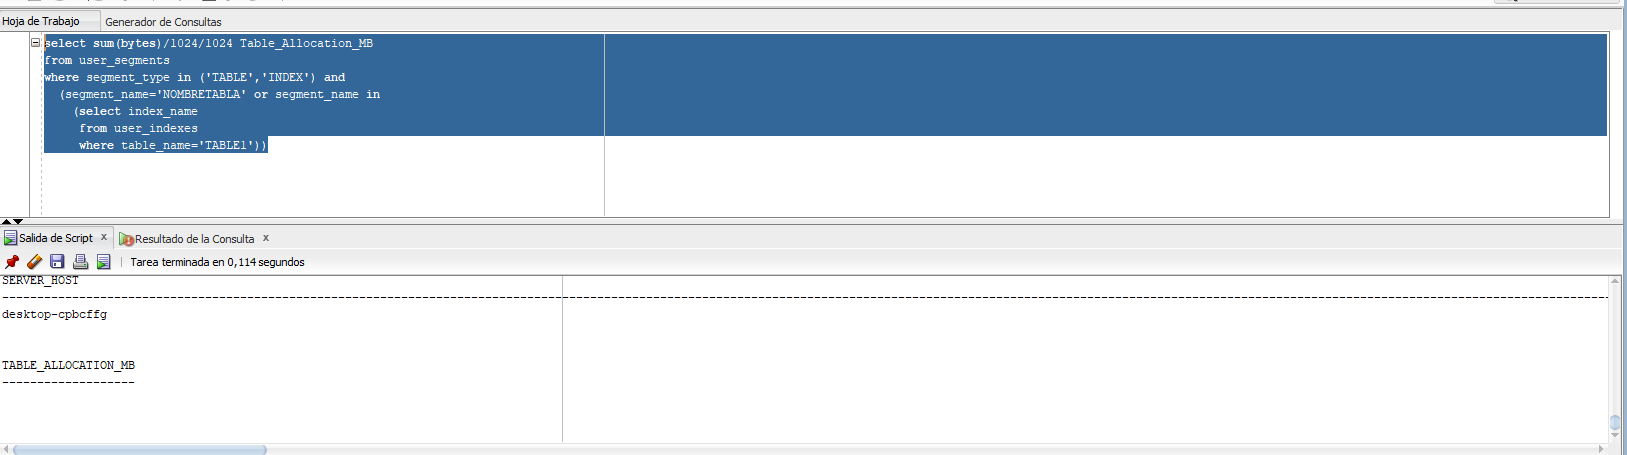 Hoja de Trabajo Generador de Consultas
select sum(bytes)/1024/1024 Table_Allocation_MB
from user_segments
where segment_type in ('TABLE','INDEX') and
(segment_name='NOMBRETABLA' or segment_name in
(select index_name
from user_indexes
where table_name='TABLE1'))
Salida de Script x Resultado de la Consulta x
Tarea terminada en 0,114 segundos
SERVER_HOST
desktop-cpbcffg
TABLE_ALLOCATION_MB
-------------------